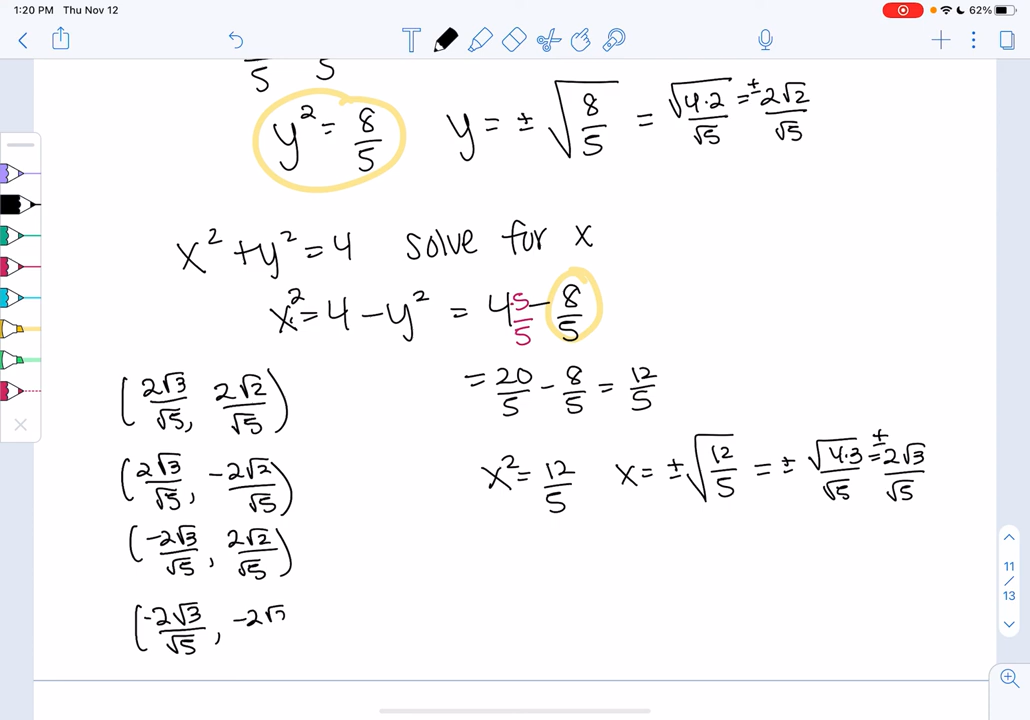 1:20 PM Thu Nov 12 62%
5 5
y² = 8/5 y = ± √(8/5) = √(4·2)/√5 = ± 2√2/√5
x² + y² = 4 solve for x
x² = 4 − y² = 4 · 5/5 − 8/5
= 20/5 − 8/5 = 12/5
(2√3/√5, 2√2/√5)
x² = 12/5 x = ± √(12/5) = ± √(4·3)/√5 = ± 2√3/√5
(2√3/√5, −2√2/√5)
(−2√3/√5, 2√2/√5)
(−2√3/√5, −2√
T
11
/
13